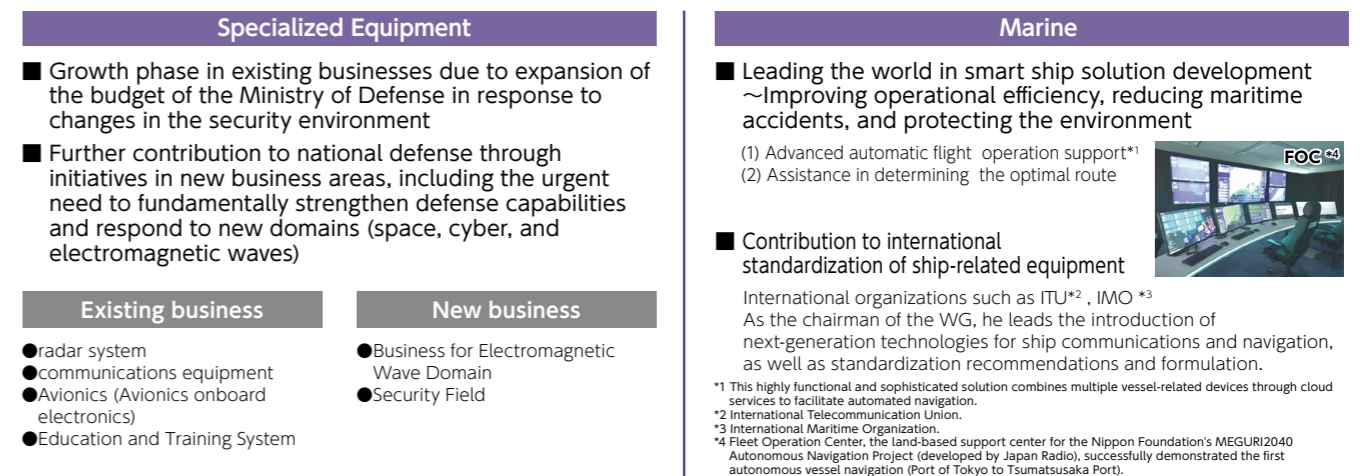 Specialized Equipment
■ Growth phase in existing businesses due to expansion of
the budget of the Ministry of Defense in response to
changes in the security environment
■ Further contribution to national defense through
initiatives in new business areas, including the urgent
need to fundamentally strengthen defense capabilities
and respond to new domains (space, cyber, and
electromagnetic waves)
Existing business
●radar system
●communications equipment
●Avionics (Avionics onboard
electronics)
●Education and Training System
New business
●Business for Electromagnetic
Wave Domain
●Security Field
Marine
■ Leading the world in smart ship solution development
～Improving operational efficiency, reducing maritime
accidents, and protecting the environment
(1) Advanced automatic flight operation support*1
(2) Assistance in determining the optimal route
FOC *4
■ Contribution to international
standardization of ship-related equipment
International organizations such as ITU*2 , IMO *3
As the chairman of the WG, he leads the introduction of
next-generation technologies for ship communications and navigation,
as well as standardization recommendations and formulation.
*1 This highly functional and sophisticated solution combines multiple vessel-related devices through cloud
services to facilitate automated navigation.
*2 International Telecommunication Union.
*3 International Maritime Organization.
*4 Fleet Operation Center, the land-based support center for the Nippon Foundation's MEGURI2040
Autonomous Navigation Project (developed by Japan Radio), successfully demonstrated the first
autonomous vessel navigation (Port of Tokyo to Tsumatsusaka Port).